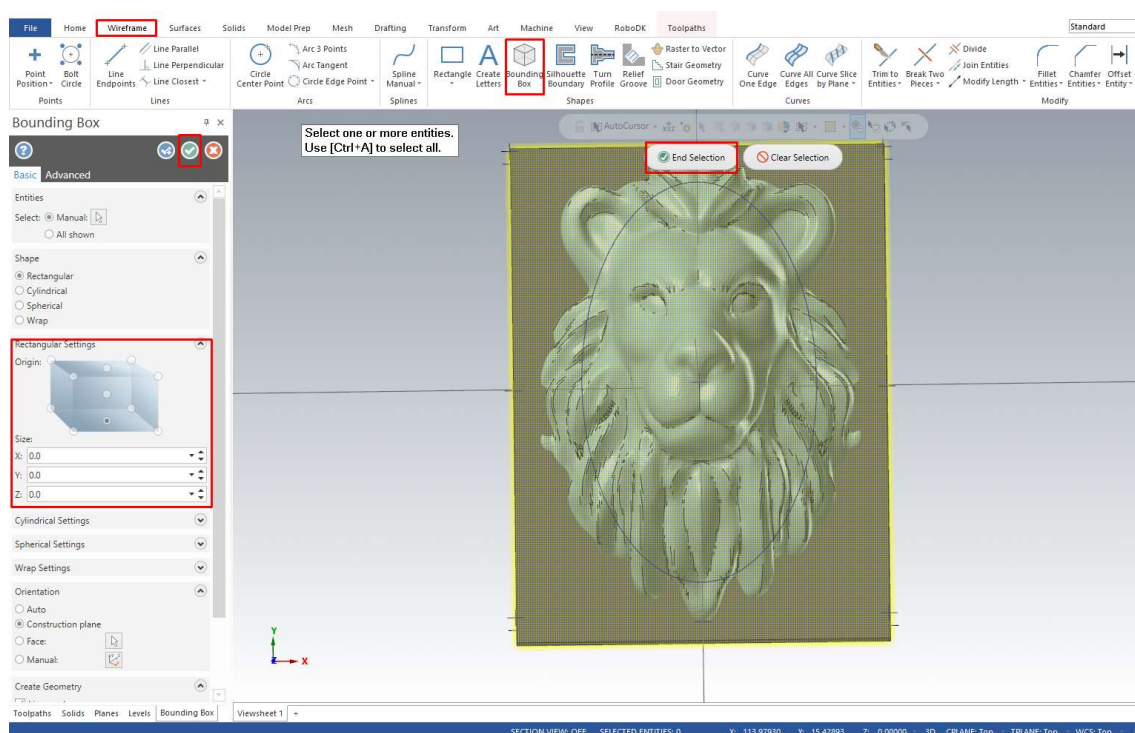 File Home Wireframe Surfaces Solids Model Prep Mesh Drafting Transform Art Machine View RoboDK Toolpaths Standard
Point Position
Bolt Circle
Points
Line Endpoints
Line Parallel
Line Perpendicular
Line Closest
Lines
Circle Center Point
Arc 3 Points
Arc Tangent
Circle Edge Point
Arcs
Spline Manual
Splines
Rectangle
Create Letters
Bounding Box
Silhouette Boundary
Turn Profile
Relief Groove
Raster to Vector
Stair Geometry
Door Geometry
Shapes
Curve One Edge
Curve All Edges
Curve Slice by Plane
Curves
Trim to Entities
Break Two Pieces
Divide
Join Entities
Modify Length
Fillet Entities
Chamfer Entities
Offset Entity
Modify
Bounding Box
Basic Advanced
Entities
Select: Manual:
All shown
Shape
Rectangular
Cylindrical
Spherical
Wrap
Rectangular Settings
Origin:
Size:
X: 0.0
Y: 0.0
Z: 0.0
Cylindrical Settings
Spherical Settings
Wrap Settings
Orientation
Auto
Construction plane
Face:
Manual:
Create Geometry
Toolpaths Solids Planes Levels Bounding Box
Select one or more entities.
Use [Ctrl+A] to select all.
AutoCursor
End Selection Clear Selection
Y
X
Viewsheet 1 +
SECTION VIEW: OFF SELECTED ENTITIES: 0 X: 113.97930 Y: 15.42893 Z: 0.00000 3D CPLANE: Top TPLANE: Top WCS: Top